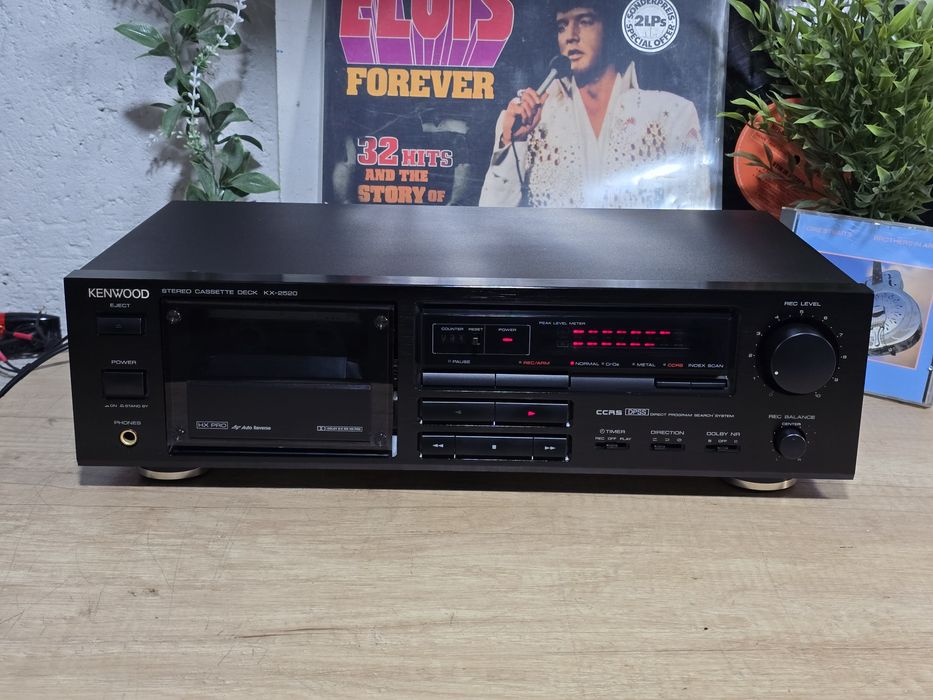 ELVIS
FOREVER
32 HITS
AND THE
STORY OF
SONDERPREIS
2LPs
SPECIAL OFFER
DIRE STRAITS
BROTHERS IN AR
KENWOOD
STEREO CASSETTE DECK KX-2520
EJECT
POWER
ON STAND BY
PHONES
HX PRO
Auto Reverse
COUNTER RESET POWER
PEAK LEVEL METER
PAUSE
REC/ARM
NORMAL CrO2 METAL CCRS INDEX SCAN
CCRS DPSS DIRECT PROGRAM SEARCH SYSTEM
TIMER
REC OFF PLAY
DIRECTION
DOLBY NR
B OFF C
REC LEVEL
REC BALANCE
CENTER